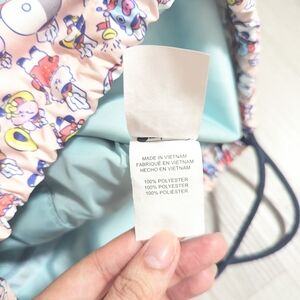 MADE IN VIETNAM
FABRIQUÉ EN VIETNAM
HECHO EN VIETNAM
100% POLYESTER
100% POLYESTER
100% POLIÉSTER